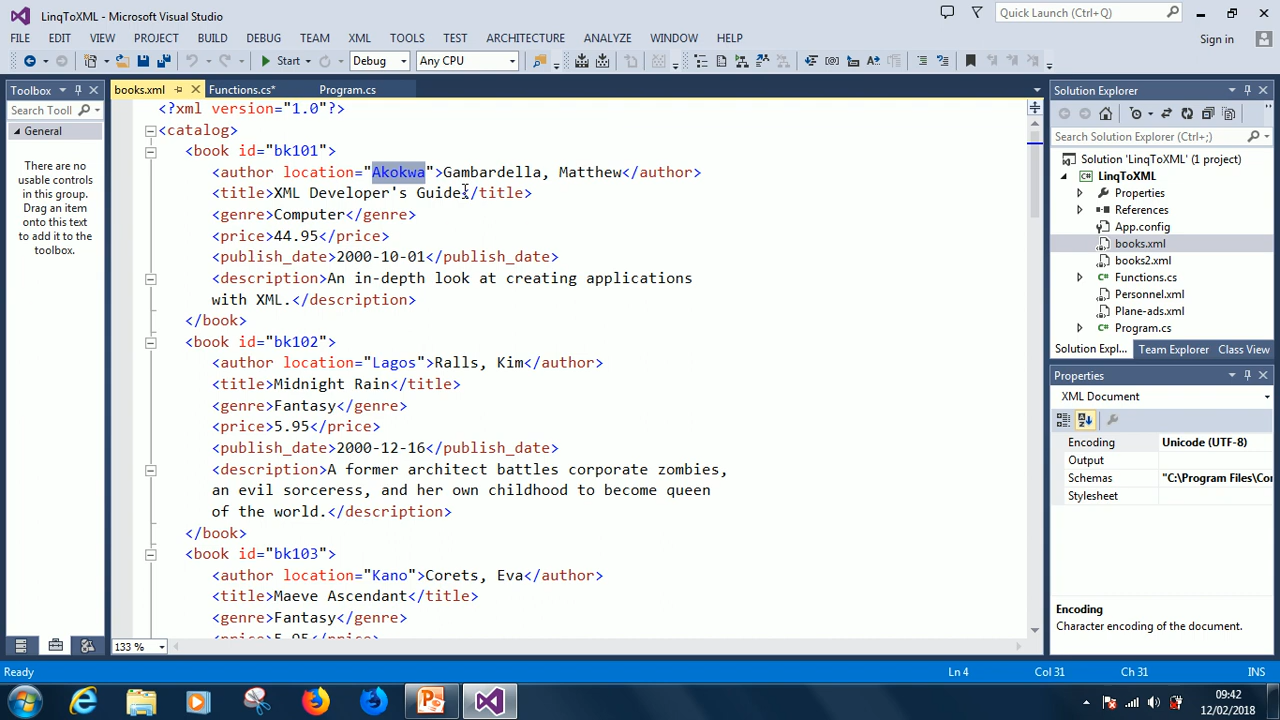 LinqToXML - Microsoft Visual Studio
Quick Launch (Ctrl+Q)
FILE EDIT VIEW PROJECT BUILD DEBUG TEAM XML TOOLS TEST ARCHITECTURE ANALYZE WINDOW HELP
Sign in
Start Debug Any CPU
Toolbox
Search Tool
General
There are no
usable controls
in this group.
Drag an item
onto this text
to add it to the
toolbox.
books.xml Functions.cs* Program.cs
<?xml version="1.0"?>
<catalog>
<book id="bk101">
<author location="Akokwa">Gambardella, Matthew</author>
<title>XML Developer's Guide</title>
<genre>Computer</genre>
<price>44.95</price>
<publish_date>2000-10-01</publish_date>
<description>An in-depth look at creating applications
with XML.</description>
</book>
<book id="bk102">
<author location="Lagos">Ralls, Kim</author>
<title>Midnight Rain</title>
<genre>Fantasy</genre>
<price>5.95</price>
<publish_date>2000-12-16</publish_date>
<description>A former architect battles corporate zombies,
an evil sorceress, and her own childhood to become queen
of the world.</description>
</book>
<book id="bk103">
<author location="Kano">Corets, Eva</author>
<title>Maeve Ascendant</title>
<genre>Fantasy</genre>
<price>5.95</price>
133 %
Solution Explorer
Search Solution Explorer (Ctrl+;)
Solution 'LinqToXML' (1 project)
LinqToXML
Properties
References
App.config
books.xml
books2.xml
Functions.cs
Personnel.xml
Plane-ads.xml
Program.cs
Solution Expl... Team Explorer Class View
Properties
XML Document
Encoding Unicode (UTF-8)
Output
Schemas "C:\Program Files\Cor
Stylesheet
Encoding
Character encoding of the document.
Ready Ln 4 Col 31 Ch 31 INS
09:42
12/02/2018